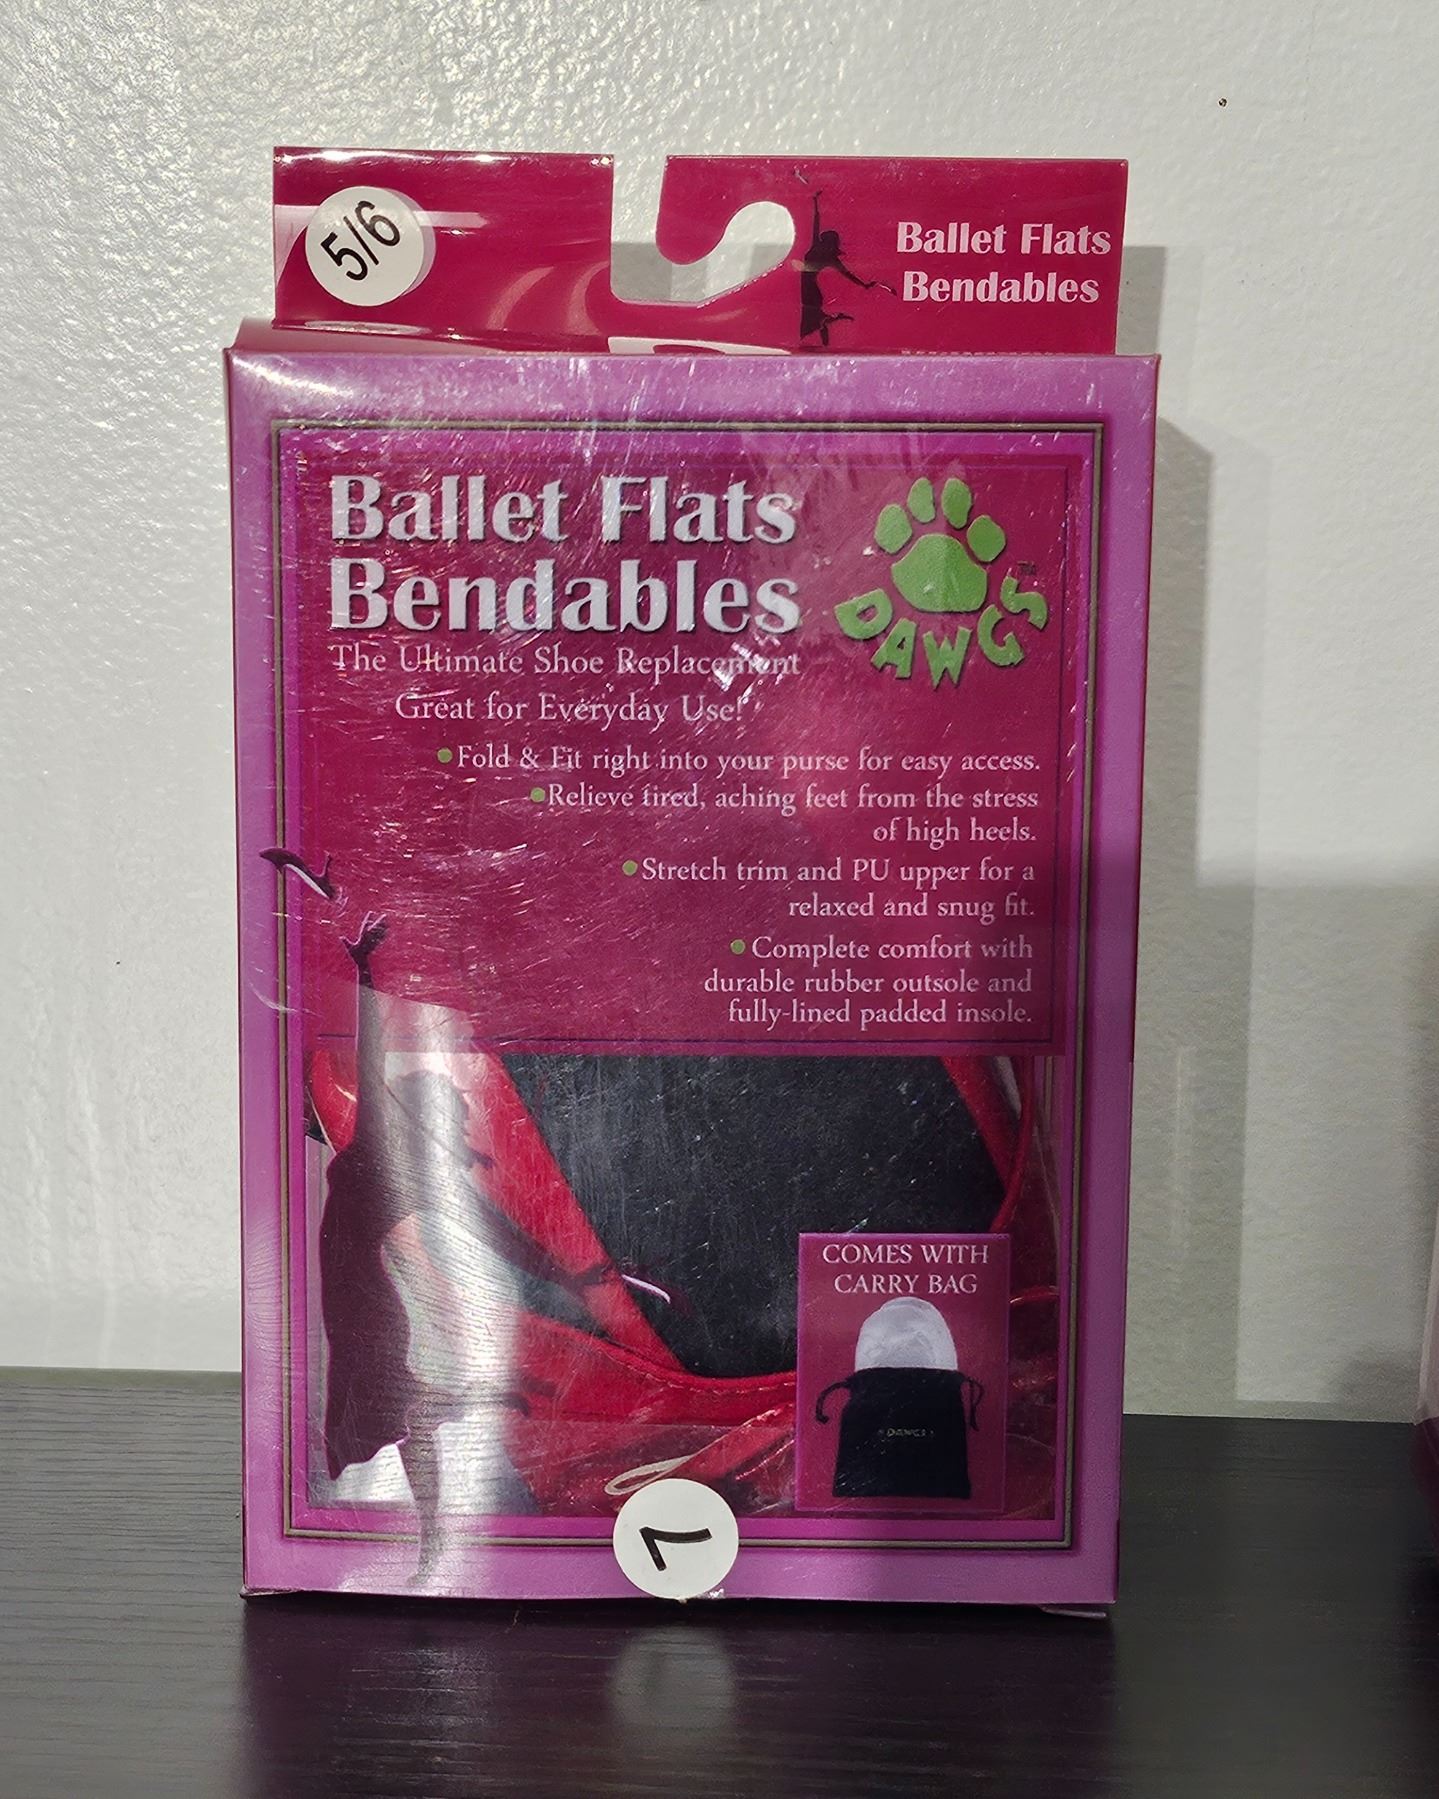 5/6
Ballet Flats
Bendables
Ballet Flats
Bendables
The Ultimate Shoe Replacement
Great for Everyday Use!
DAWGS™
•Fold & Fit right into your purse for easy access.
•Relieve tired, aching feet from the stress
of high heels.
•Stretch trim and PU upper for a
relaxed and snug fit.
•Complete comfort with
durable rubber outsole and
fully-lined padded insole.
COMES WITH
CARRY BAG
DAWGS
7